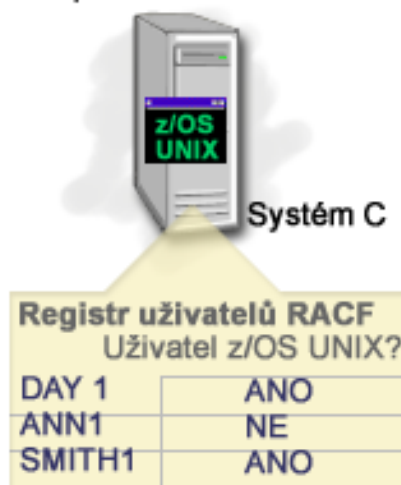 z/OS
UNIX
Systém C
Registr uživatelů RACF
Uživatel z/OS UNIX?
DAY 1 ANO
ANN1 NE
SMITH1 ANO